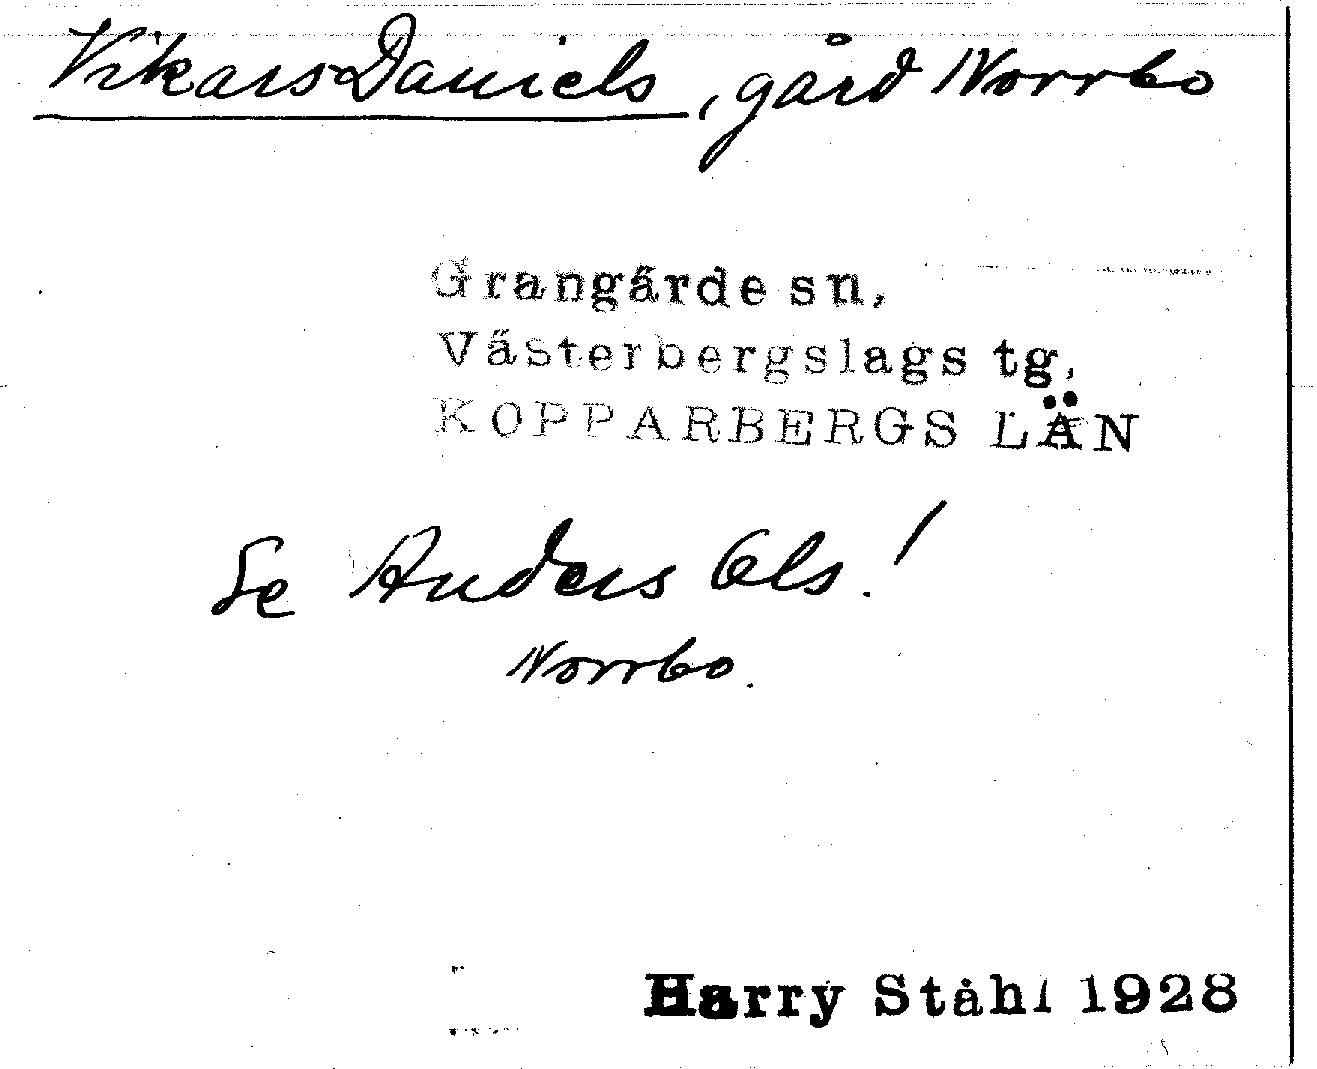 Vikars-Daniels, gård Norrbo
Grangärde sn,
Västerbergslags tg,
KOPPARBERGS LÄN
Se Anders Ols.!
Norrbo.
Harry Ståhl 1928